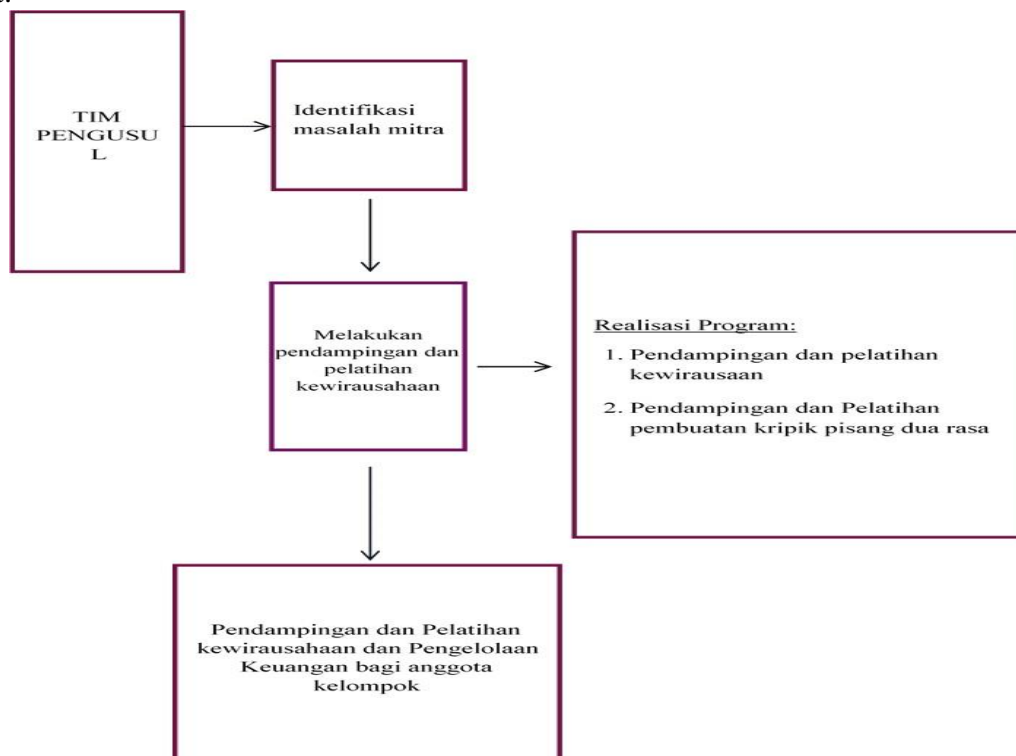 TIM
PENGUSU
L
Identifikasi
masalah mitra
Melakukan
pendampingan dan
pelatihan
kewirausahaan
Realisasi Program:
1. Pendampingan dan pelatihan
kewirausaan
2. Pendampingan dan Pelatihan
pembuatan kripik pisang dua rasa
Pendampingan dan Pelatihan
kewirausahaan dan Pengelolaan
Keuangan bagi anggota
kelompok